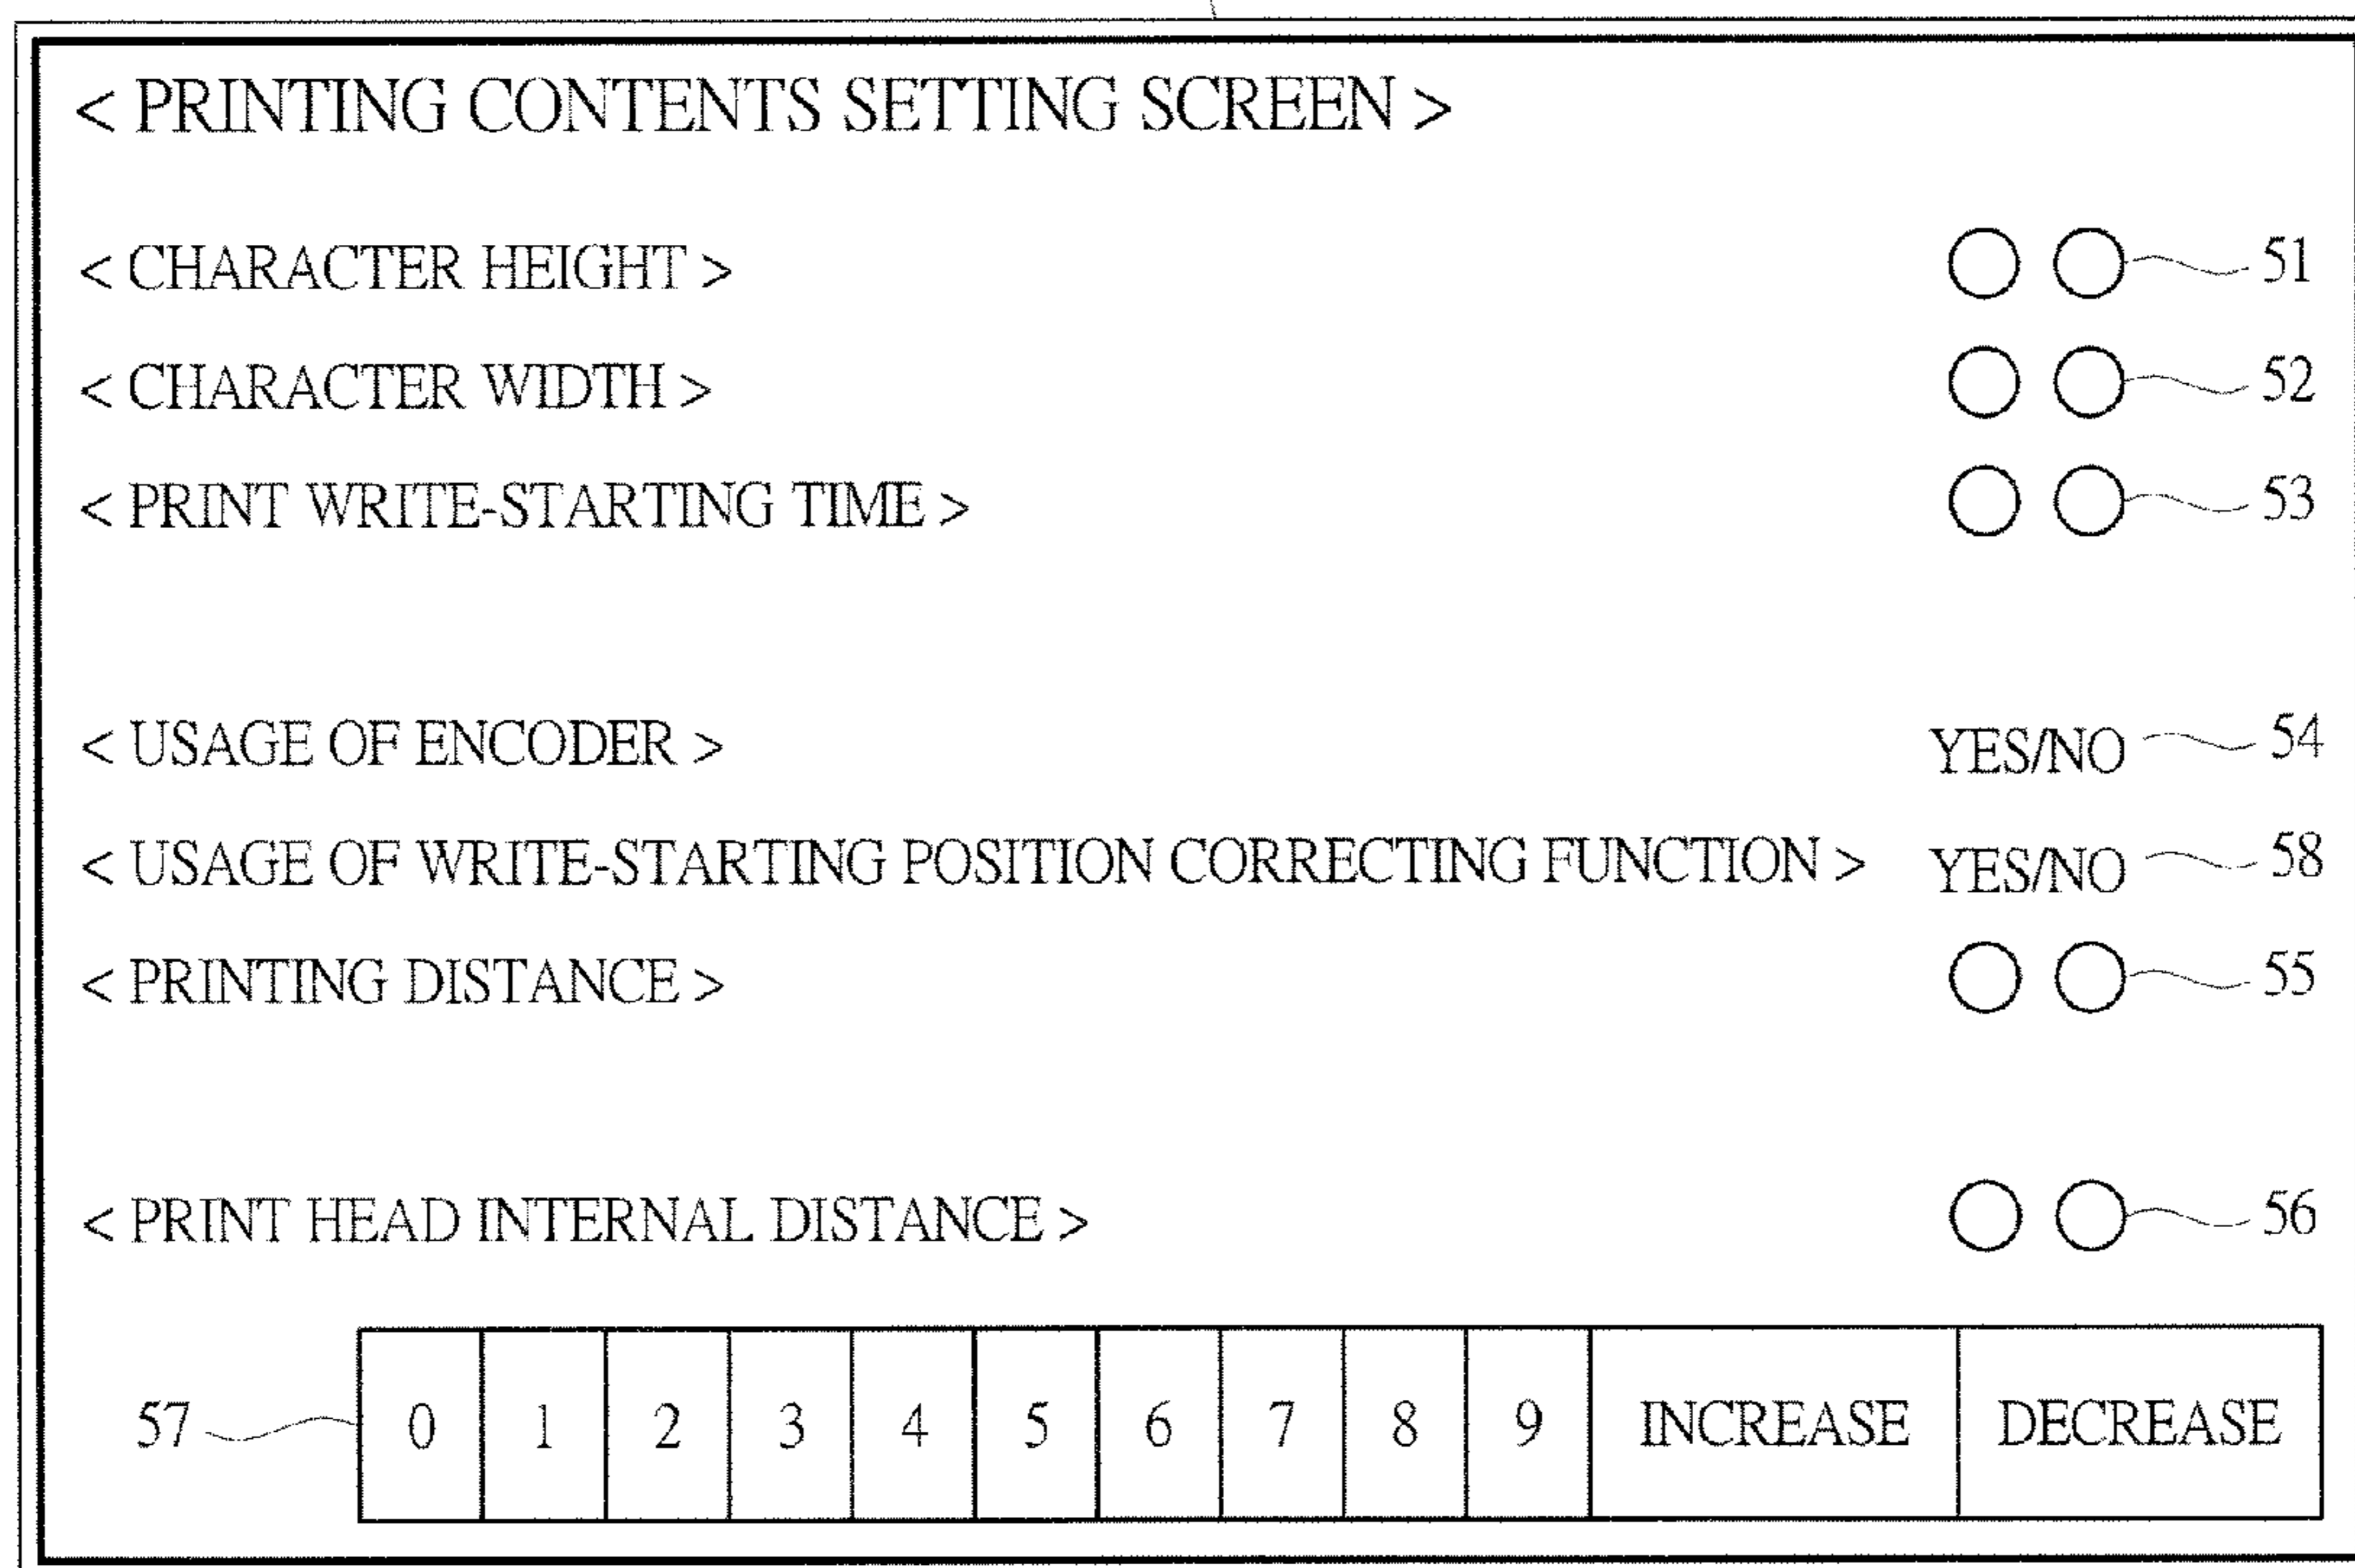 < PRINTING CONTENTS SETTING SCREEN >
< CHARACTER HEIGHT > ○ ○ 51
< CHARACTER WIDTH > ○ ○ 52
< PRINT WRITE-STARTING TIME > ○ ○ 53
< USAGE OF ENCODER > YES/NO 54
< USAGE OF WRITE-STARTING POSITION CORRECTING FUNCTION > YES/NO 58
< PRINTING DISTANCE > ○ ○ 55
< PRINT HEAD INTERNAL DISTANCE > ○ ○ 56
57 0 1 2 3 4 5 6 7 8 9 INCREASE DECREASE